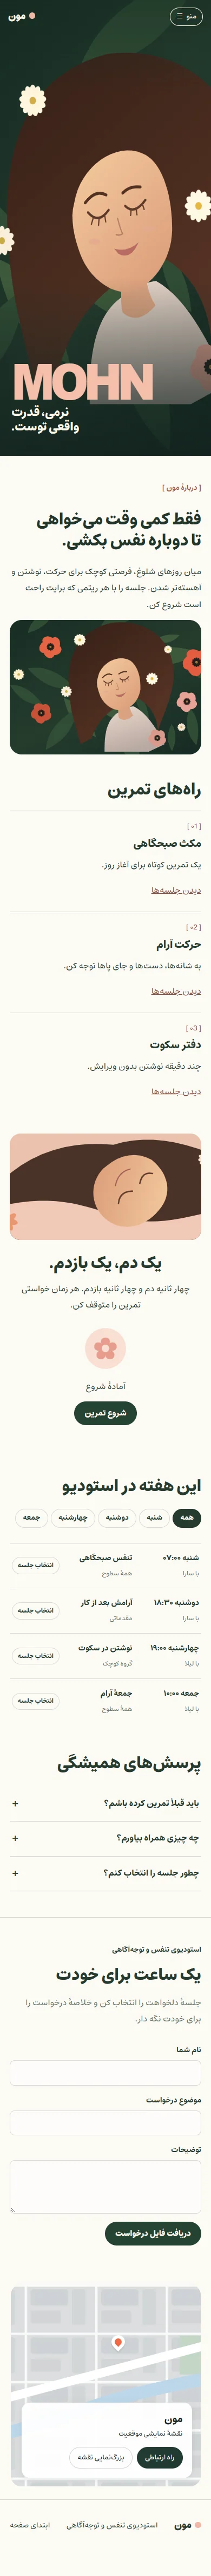 مون
منو
MOHN
نرمی، قدرت
واقعی توست.
[ دربارهٔ مون ]
فقط کمی وقت می‌خواهی
تا دوباره نفس بکشی.
میان روزهای شلوغ، فرصتی کوچک برای حرکت، نوشتن و
آهسته‌تر شدن. جلسه را با هر ریتمی که برایت راحت
است شروع کن.
راه‌های تمرین
[ ۰۱ ]
مکث صبحگاهی
یک تمرین کوتاه برای آغاز روز.
دیدن جلسه‌ها
[ ۰۲ ]
حرکت آرام
به شانه‌ها، دست‌ها و جای پاها توجه کن.
دیدن جلسه‌ها
[ ۰۳ ]
دفتر سکوت
چند دقیقه نوشتن بدون ویرایش.
دیدن جلسه‌ها
یک دم، یک بازدم.
چهار ثانیه دم و چهار ثانیه بازدم. هر زمان خواستی
تمرین را متوقف کن.
آمادهٔ شروع
شروع تمرین
این هفته در استودیو
همه
شنبه
دوشنبه
چهارشنبه
جمعه
شنبه ۰۷:۰۰
با سارا
تنفس صبحگاهی
همهٔ سطوح
انتخاب جلسه
دوشنبه ۱۸:۳۰
با سارا
آرامش بعد از کار
مقدماتی
انتخاب جلسه
چهارشنبه ۱۹:۰۰
با لیلا
نوشتن در سکوت
گروه کوچک
انتخاب جلسه
جمعه ۱۰:۰۰
با لیلا
جمعهٔ آرام
همهٔ سطوح
انتخاب جلسه
پرسش‌های همیشگی
باید قبلاً تمرین کرده باشم؟
چه چیزی همراه بیاورم؟
چطور جلسه را انتخاب کنم؟
استودیوی تنفس و توجه‌آگاهی
یک ساعت برای خودت
جلسهٔ دلخواهت را انتخاب کن و خلاصهٔ درخواست را
برای خودت نگه دار.
نام شما
موضوع درخواست
توضیحات
دریافت فایل درخواست
مون
نقشهٔ نمایشی موقعیت
راه ارتباطی
بزرگ‌نمایی نقشه
مون
استودیوی تنفس و توجه‌آگاهی
ابتدای صفحه